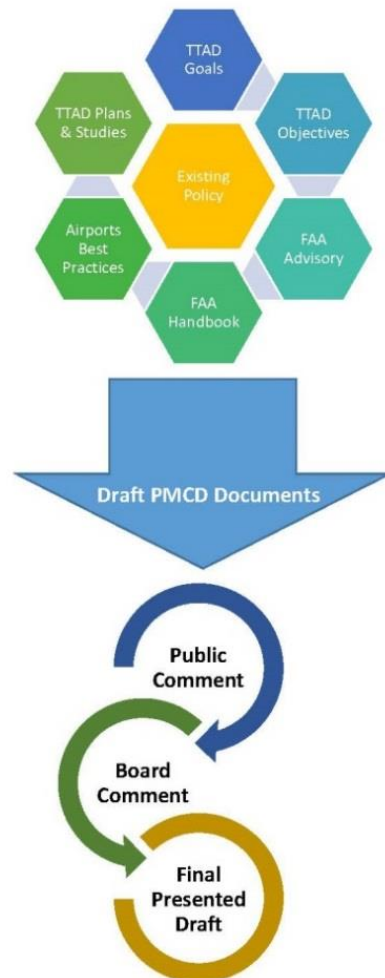 TTAD
Goals
TTAD Plans
& Studies
TTAD
Objectives
Existing
Policy
Airports
Best
Practices
FAA
Advisory
FAA
Handbook
Draft PMCD Documents
Public
Comment
Board
Comment
Final
Presented
Draft